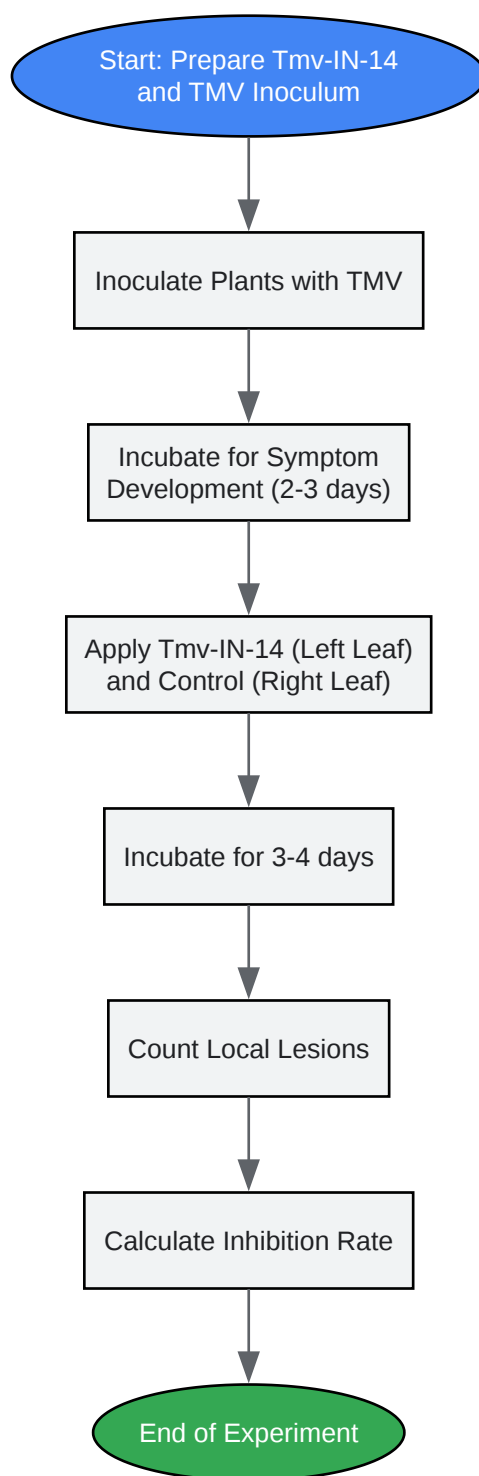 Start: Prepare Tmv-IN-14
and TMV Inoculum
Inoculate Plants with TMV
Incubate for Symptom
Development (2-3 days)
Apply Tmv-IN-14 (Left Leaf)
and Control (Right Leaf)
Incubate for 3-4 days
Count Local Lesions
Calculate Inhibition Rate
End of Experiment